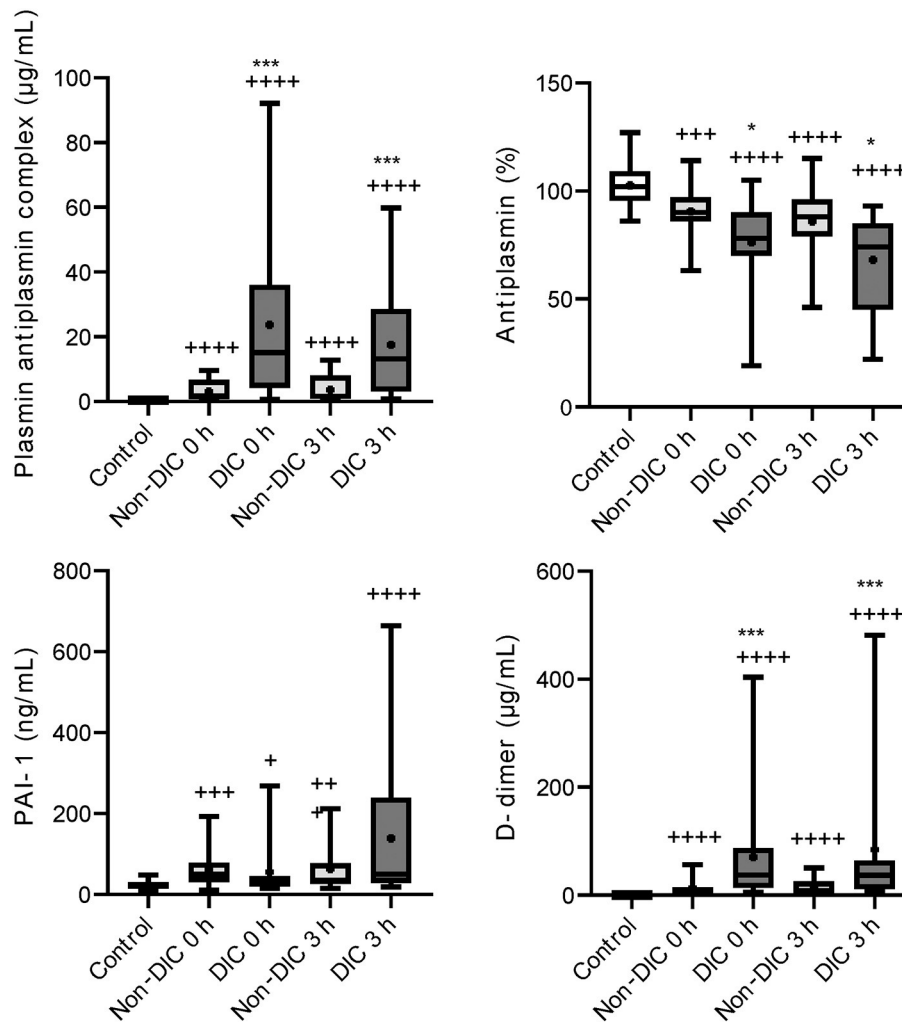 Plasmin antiplasmin complex (µg/mL)
100
80
60
40
20
0
***
++++
***
++++
++++
++++
Control
Non-DIC 0 h
DIC 0 h
Non-DIC 3 h
DIC 3 h
Antiplasmin (%)
150
100
50
0
+++
*
++++
++++
*
++++
Control
Non-DIC 0 h
DIC 0 h
Non-DIC 3 h
DIC 3 h
PAI-1 (ng/mL)
800
600
400
200
0
+++
+
++
+
++++
Control
Non-DIC 0 h
DIC 0 h
Non-DIC 3 h
DIC 3 h
D-dimer (µg/mL)
600
400
200
0
++++
***
++++
++++
***
++++
Control
Non-DIC 0 h
DIC 0 h
Non-DIC 3 h
DIC 3 h